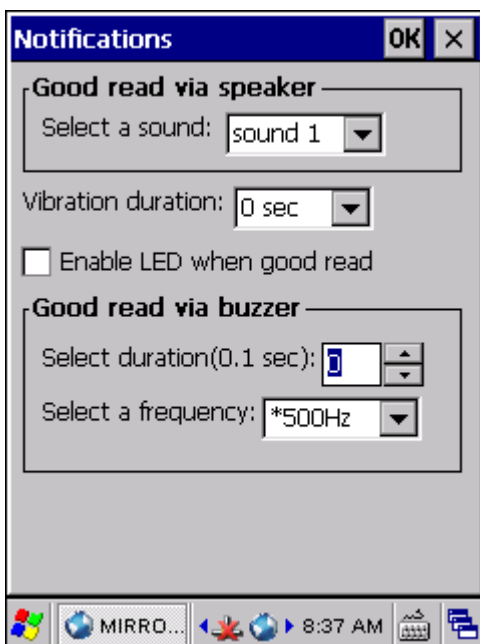 Notifications OK ×
Good read via speaker
Select a sound: sound 1
Vibration duration: 0 sec
Enable LED when good read
Good read via buzzer
Select duration(0.1 sec): 0
Select a frequency: *500Hz
MIRRO... 8:37 AM